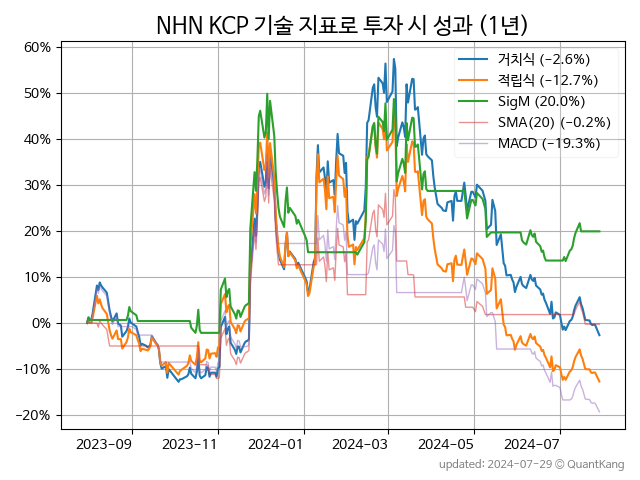 NHN KCP 기술 지표로 투자 시 성과 (1년)
60%
50%
40%
30%
20%
10%
0%
−10%
−20%
거치식 (−2.6%)
적립식 (−12.7%)
SigM (20.0%)
SMA(20) (−0.2%)
MACD (−19.3%)
2023−09 2023−11 2024−01 2024−03 2024−05 2024−07
updated: 2024-07-29 © QuantKang